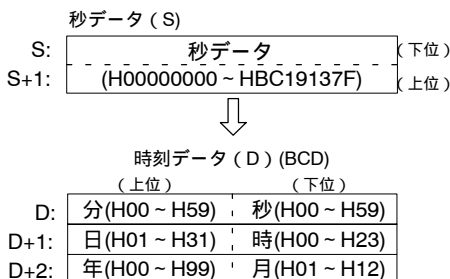 秒データ(S)
S: 秒データ (下位)
S+1: (H00000000~HBC19137F) (上位)
時刻データ(D)(BCD)
(上位) (下位)
D: 分(H00~H59) 秒(H00~H59)
D+1: 日(H01~H31) 時(H00~H23)
D+2: 年(H00~H99) 月(H01~H12)